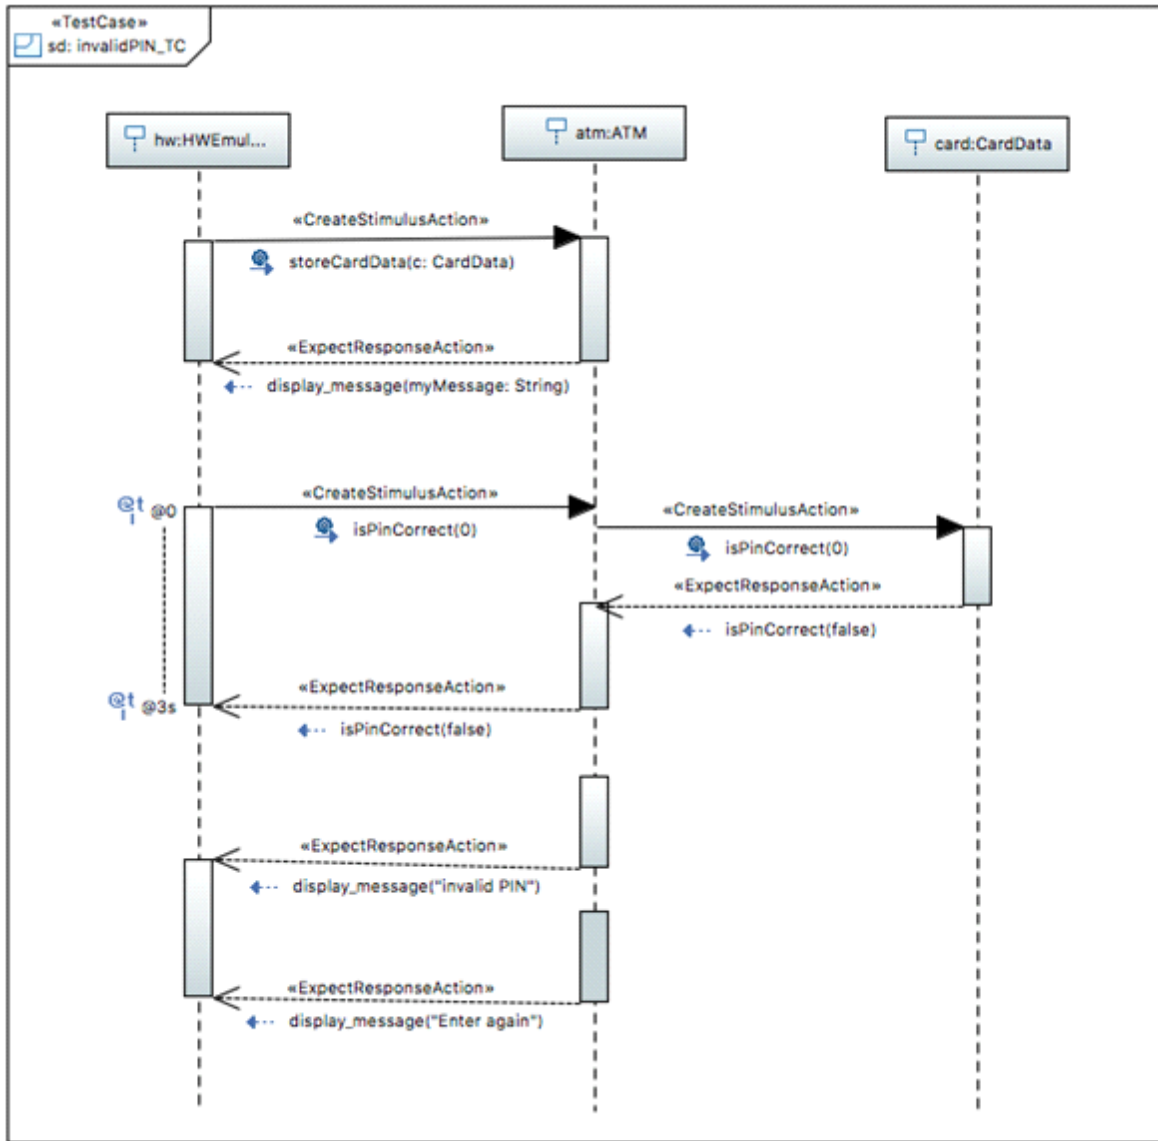 «TestCase»
sd: invalidPIN_TC
hw:HWEmul...
atm:ATM
card:CardData
«CreateStimulusAction»
storeCardData(c: CardData)
«ExpectResponseAction»
display_message(myMessage: String)
@t @0
«CreateStimulusAction»
isPinCorrect(0)
«CreateStimulusAction»
isPinCorrect(0)
«ExpectResponseAction»
isPinCorrect(false)
@t @3s
«ExpectResponseAction»
isPinCorrect(false)
«ExpectResponseAction»
display_message("invalid PIN")
«ExpectResponseAction»
display_message("Enter again")